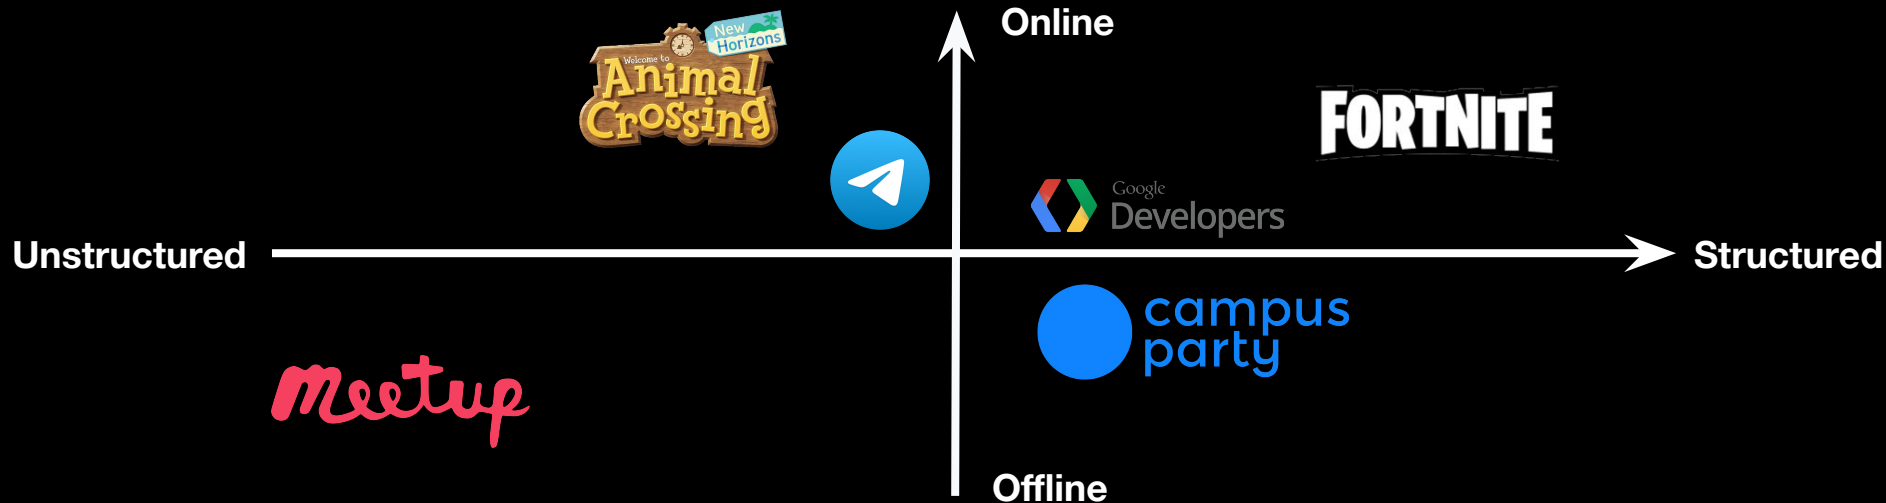 Online
New
Horizons
Welcome to
Animal
Crossing
FORTNITE
Google
Developers
Unstructured
Structured
campus
party
meetup
Offline